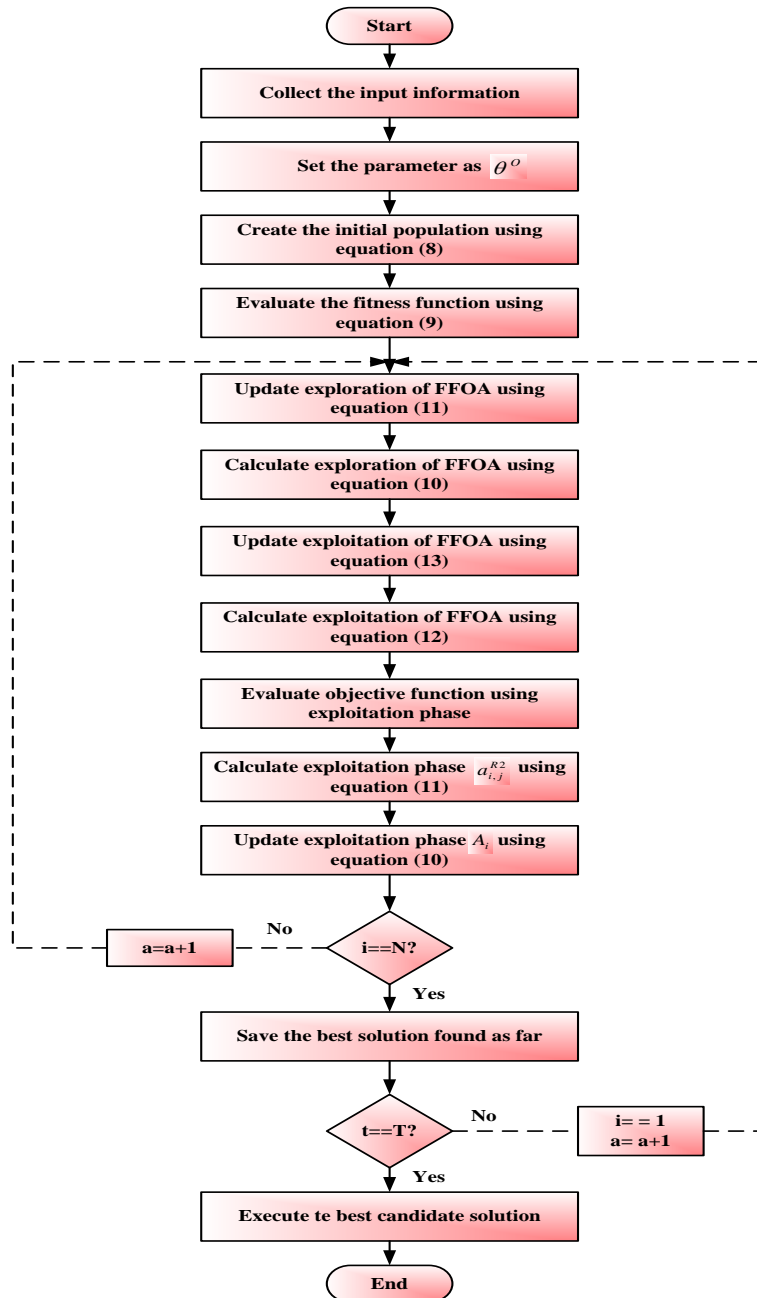 Start
Collect the input information
Set the parameter as θ^O
Create the initial population using
equation (8)
Evaluate the fitness function using
equation (9)
Update exploration of FFOA using
equation (11)
Calculate exploration of FFOA using
equation (10)
Update exploitation of FFOA using
equation (13)
Calculate exploitation of FFOA using
equation (12)
Evaluate objective function using
exploitation phase
Calculate exploitation phase a_{i,j}^{R2} using
equation (11)
Update exploitation phase A_i using
equation (10)
i==N?
No
a=a+1
Yes
Save the best solution found as far
t==T?
No
i= = 1
a= a+1
Yes
Execute te best candidate solution
End